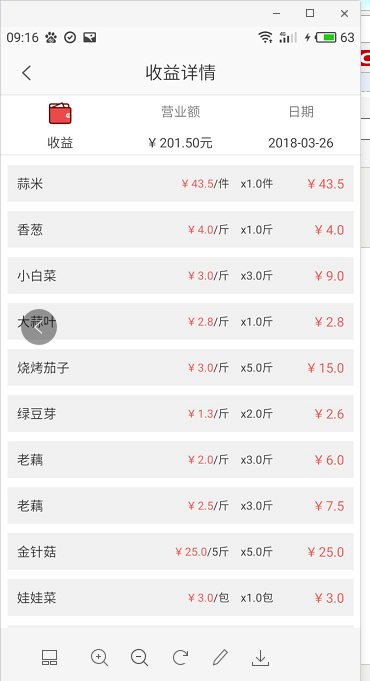 09:16 4G 63
收益详情
营业额 日期
收益 ¥ 201.50元 2018-03-26
蒜米 ¥ 43.5/件 x1.0件 ¥ 43.5
香葱 ¥ 4.0/斤 x1.0斤 ¥ 4.0
小白菜 ¥ 3.0/斤 x3.0斤 ¥ 9.0
大蒜叶 ¥ 2.8/斤 x1.0斤 ¥ 2.8
烧烤茄子 ¥ 3.0/斤 x5.0斤 ¥ 15.0
绿豆芽 ¥ 1.3/斤 x2.0斤 ¥ 2.6
老藕 ¥ 2.0/斤 x3.0斤 ¥ 6.0
老藕 ¥ 2.5/斤 x3.0斤 ¥ 7.5
金针菇 ¥ 25.0/5斤 x5.0斤 ¥ 25.0
娃娃菜 ¥ 3.0/包 x1.0包 ¥ 3.0